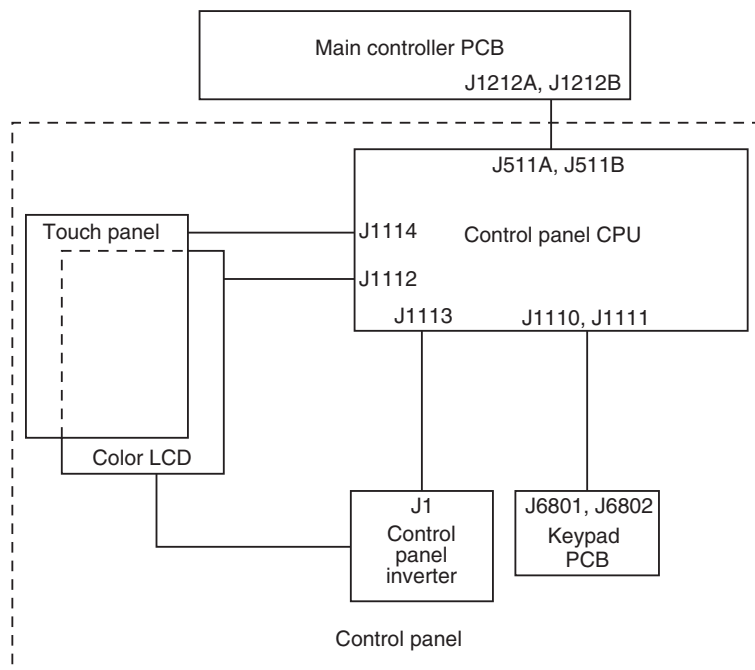 Main controller PCB
J1212A, J1212B
J511A, J511B
Touch panel
J1114
Control panel CPU
J1112
J1113
J1110, J1111
Color LCD
J1
Control
panel
inverter
J6801, J6802
Keypad
PCB
Control panel